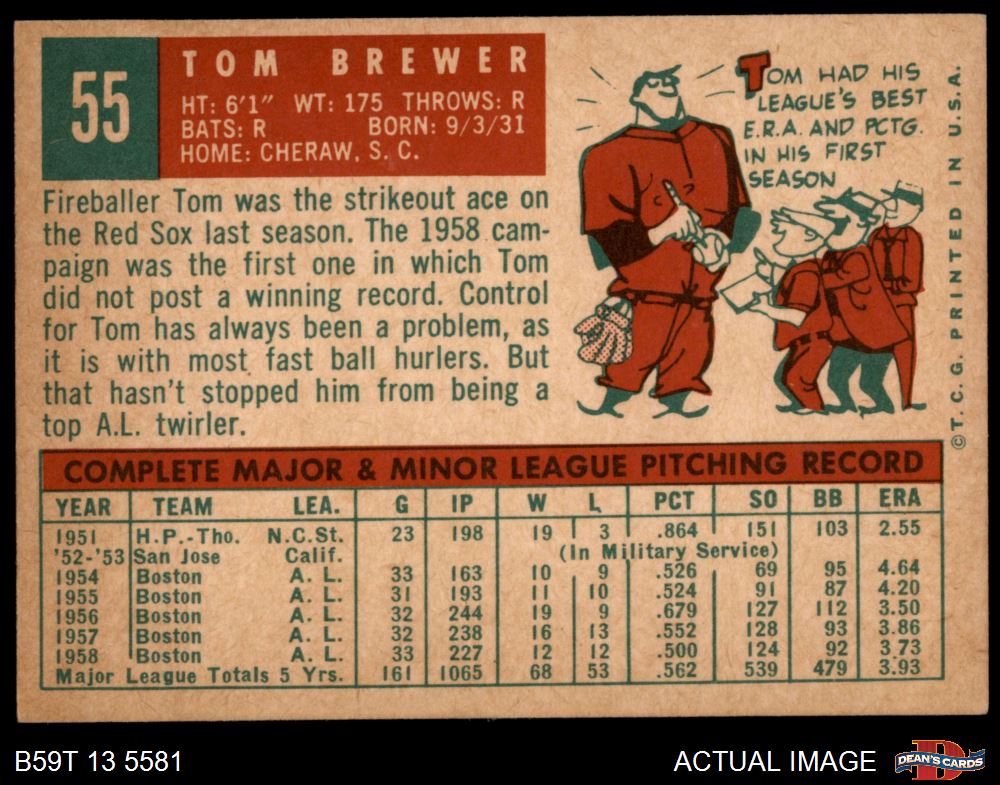 55
TOM BREWER
HT: 6'1" WT: 175 THROWS: R
BATS: R BORN: 9/3/31
HOME: CHERAW, S. C.
TOM HAD HIS
LEAGUE'S BEST
E.R.A. AND PCTG.
IN HIS FIRST
SEASON
©T. C. G. PRINTED IN U.S.A.
Fireballer Tom was the strikeout ace on
the Red Sox last season. The 1958 cam-
paign was the first one in which Tom
did not post a winning record. Control
for Tom has always been a problem, as
it is with most fast ball hurlers. But
that hasn't stopped him from being a
top A.L. twirler.
COMPLETE MAJOR & MINOR LEAGUE PITCHING RECORD
YEAR TEAM LEA. G IP W L PCT SO BB ERA
1951 H.P.-Tho. N.C.St. 23 198 19 3 .864 151 103 2.55
'52-'53 San Jose Calif. (In Military Service)
1954 Boston A. L. 33 163 10 9 .526 69 95 4.64
1955 Boston A. L. 31 193 11 10 .524 91 87 4.20
1956 Boston A. L. 32 244 19 9 .679 127 112 3.50
1957 Boston A. L. 32 238 16 13 .552 128 93 3.86
1958 Boston A. L. 33 227 12 12 .500 124 92 3.73
Major League Totals 5 Yrs. 161 1065 68 53 .562 539 479 3.93
B59T 13 5581 ACTUAL IMAGE
DEAN'S CARDS